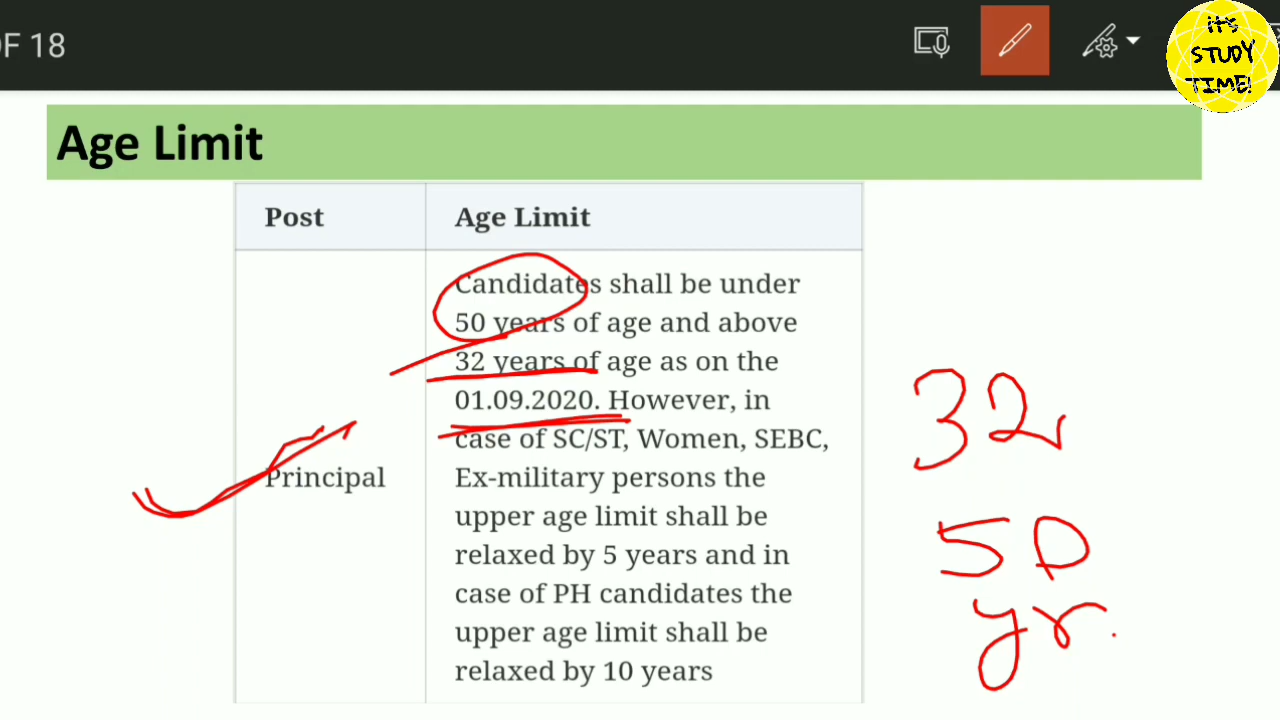 OF 18
IT'S
STUDY
TIME!
Age Limit
Post
Age Limit
Candidates shall be under
50 years of age and above
32 years of age as on the
01.09.2020. However, in
case of SC/ST, Women, SEBC,
Principal
Ex-military persons the
upper age limit shall be
relaxed by 5 years and in
case of PH candidates the
upper age limit shall be
relaxed by 10 years
32
50
yr.